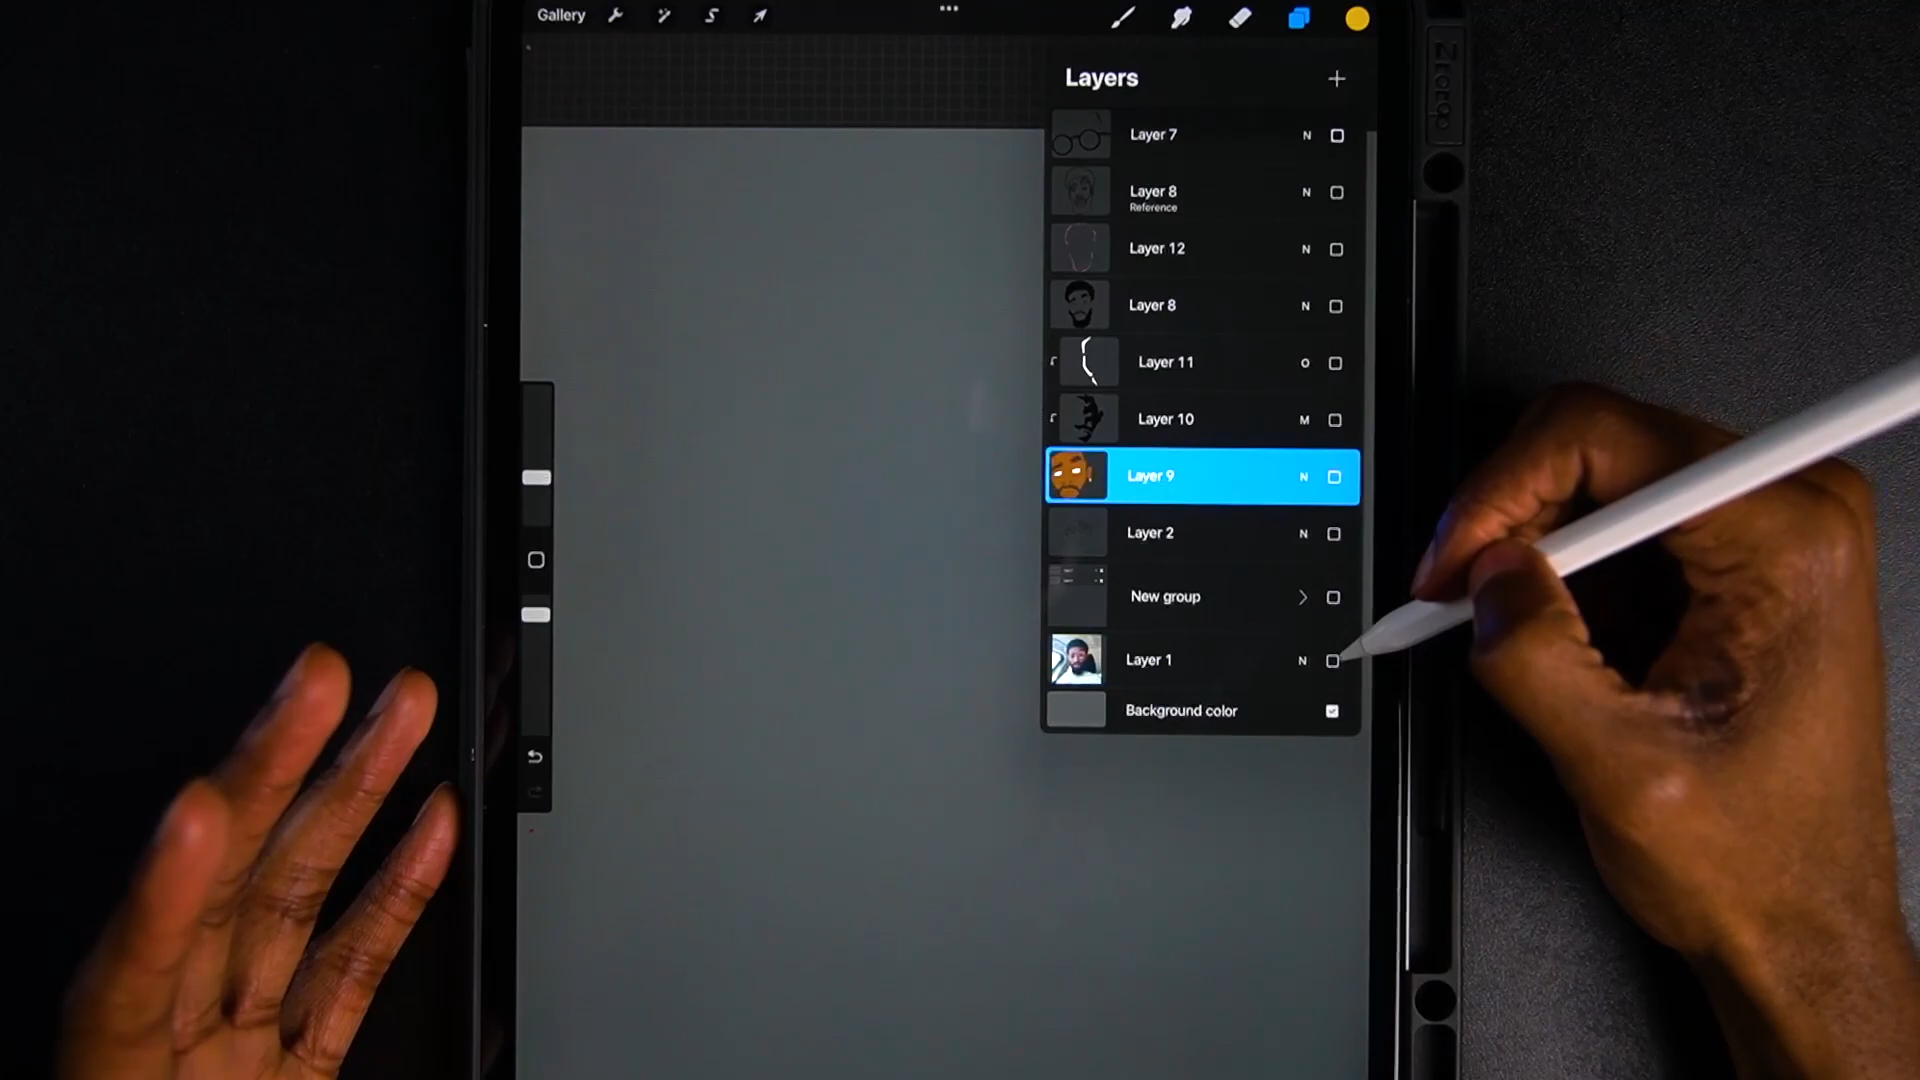 Gallery
Layers
Layer 7 N
Layer 8 N
Reference
Layer 12 N
Layer 8 N
Layer 11 O
Layer 10 M
Layer 9 N
Layer 2 N
New group
Layer 1 N
Background color